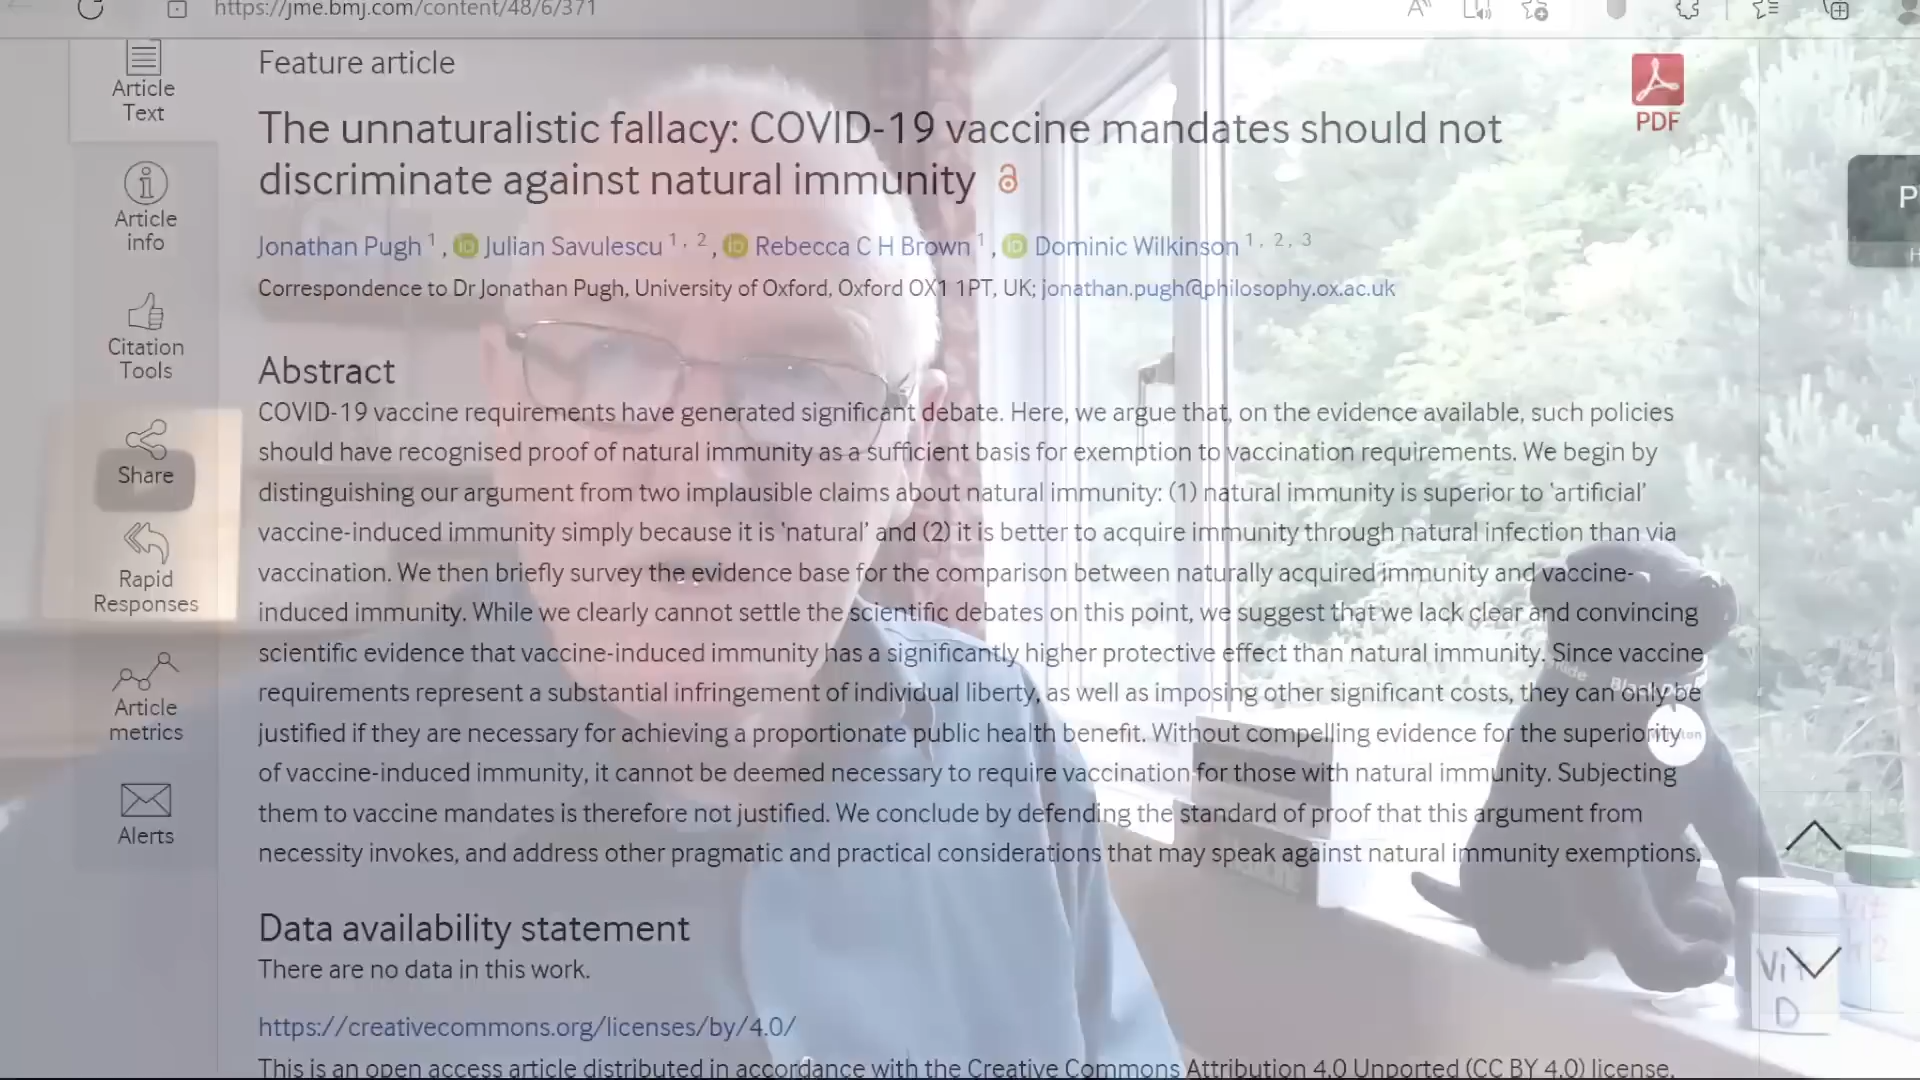 https://jme.bmj.com/content/48/6/371
Feature article
The unnaturalistic fallacy: COVID-19 vaccine mandates should not
discriminate against natural immunity
PDF
Jonathan Pugh 1, iD Julian Savulescu 1, 2, iD Rebecca C H Brown 1, iD Dominic Wilkinson 1, 2, 3
Correspondence to Dr Jonathan Pugh, University of Oxford, Oxford OX1 1PT, UK; jonathan.pugh@philosophy.ox.ac.uk
Abstract
COVID-19 vaccine requirements have generated significant debate. Here, we argue that, on the evidence available, such policies
should have recognised proof of natural immunity as a sufficient basis for exemption to vaccination requirements. We begin by
distinguishing our argument from two implausible claims about natural immunity: (1) natural immunity is superior to 'artificial'
vaccine-induced immunity simply because it is 'natural' and (2) it is better to acquire immunity through natural infection than via
vaccination. We then briefly survey the evidence base for the comparison between naturally acquired immunity and vaccine-
induced immunity. While we clearly cannot settle the scientific debates on this point, we suggest that we lack clear and convincing
scientific evidence that vaccine-induced immunity has a significantly higher protective effect than natural immunity. Since vaccine
requirements represent a substantial infringement of individual liberty, as well as imposing other significant costs, they can only be
justified if they are necessary for achieving a proportionate public health benefit. Without compelling evidence for the superiority
of vaccine-induced immunity, it cannot be deemed necessary to require vaccination for those with natural immunity. Subjecting
them to vaccine mandates is therefore not justified. We conclude by defending the standard of proof that this argument from
necessity invokes, and address other pragmatic and practical considerations that may speak against natural immunity exemptions.
Data availability statement
There are no data in this work.
https://creativecommons.org/licenses/by/4.0/
This is an open access article distributed in accordance with the Creative Commons Attribution 4.0 Unported (CC BY 4.0) license,
Article
Text
Article
info
Citation
Tools
Share
Rapid
Responses
Article
metrics
Alerts
P
H
Vit
D